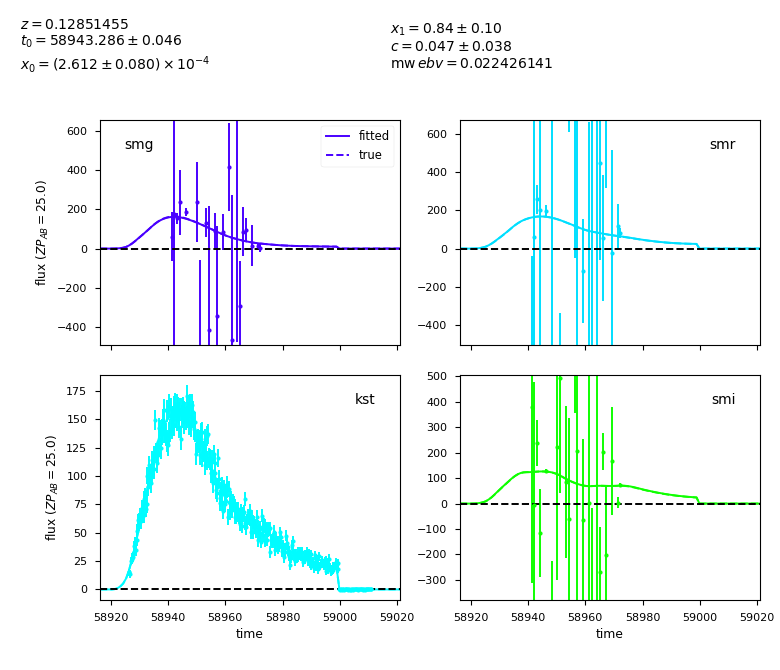 z = 0.12851455
t₀ = 58943.286 ± 0.046
x₀ = (2.612 ± 0.080) × 10⁻⁴
x₁ = 0.84 ± 0.10
c = 0.047 ± 0.038
mw ebv = 0.022426141
smg
fitted
true
600
400
200
0
−200
−400
flux (ZP_AB = 25.0)
smr
600
400
200
0
−200
−400
kst
175
150
125
100
75
50
25
0
flux (ZP_AB = 25.0)
58920 58940 58960 58980 59000 59020
time
smi
500
400
300
200
100
0
−100
−200
−300
58920 58940 58960 58980 59000 59020
time